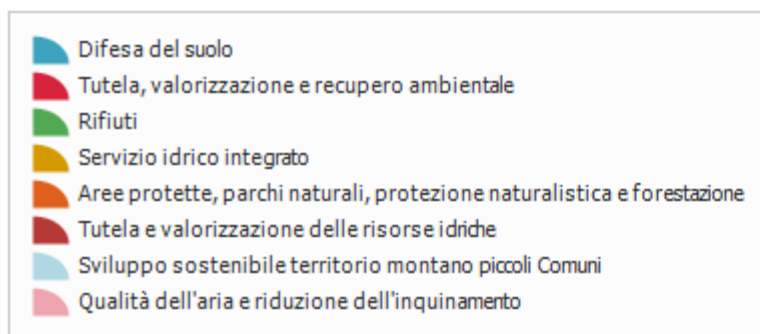 Difesa del suolo
Tutela, valorizzazione e recupero ambientale
Rifiuti
Servizio idrico integrato
Aree protette, parchi naturali, protezione naturalistica e forestazione
Tutela e valorizzazione delle risorse idriche
Sviluppo sostenibile territorio montano piccoli Comuni
Qualità dell'aria e riduzione dell'inquinamento